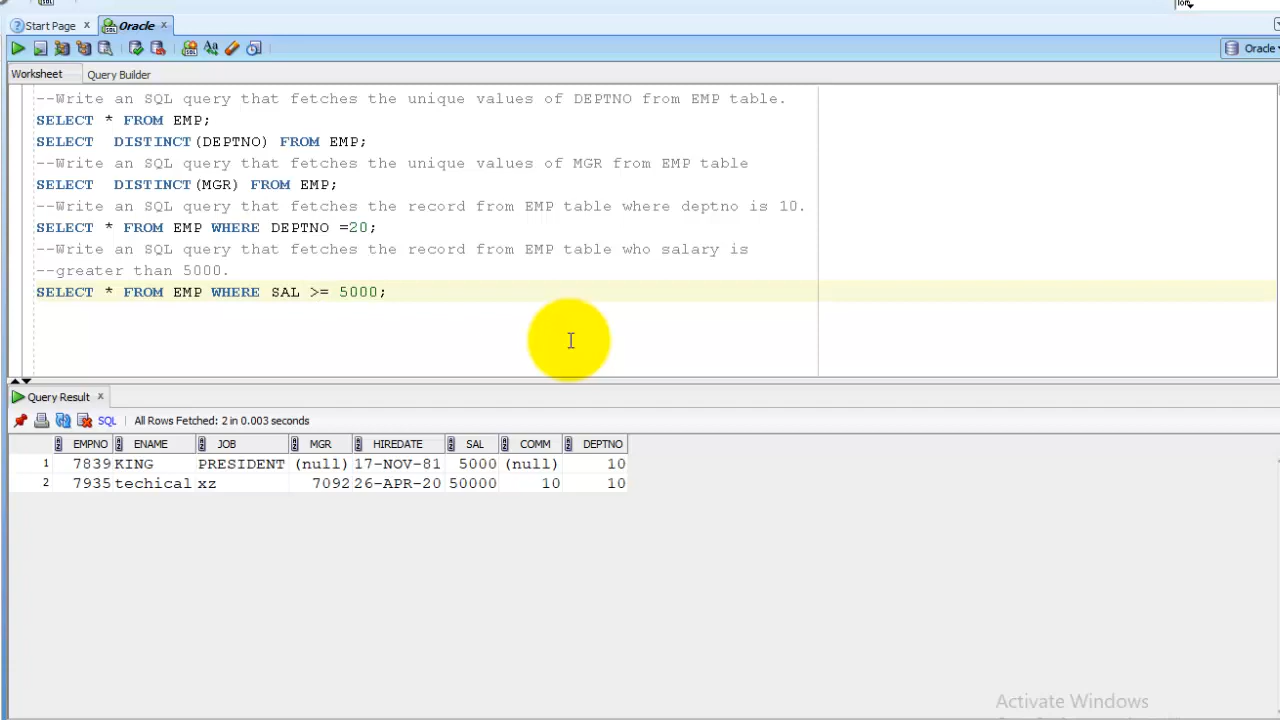 Start Page
Oracle
Oracle
Worksheet
Query Builder
--Write an SQL query that fetches the unique values of DEPTNO from EMP table.
SELECT * FROM EMP;
SELECT DISTINCT(DEPTNO) FROM EMP;
--Write an SQL query that fetches the unique values of MGR from EMP table
SELECT DISTINCT(MGR) FROM EMP;
--Write an SQL query that fetches the record from EMP table where deptno is 10.
SELECT * FROM EMP WHERE DEPTNO =20;
--Write an SQL query that fetches the record from EMP table who salary is
--greater than 5000.
SELECT * FROM EMP WHERE SAL >= 5000;
Query Result
SQL | All Rows Fetched: 2 in 0.003 seconds
EMPNO ENAME JOB MGR HIREDATE SAL COMM DEPTNO
1 7839 KING PRESIDENT (null) 17-NOV-81 5000 (null) 10
2 7935 techical xz 7092 26-APR-20 50000 10 10
Activate Windows